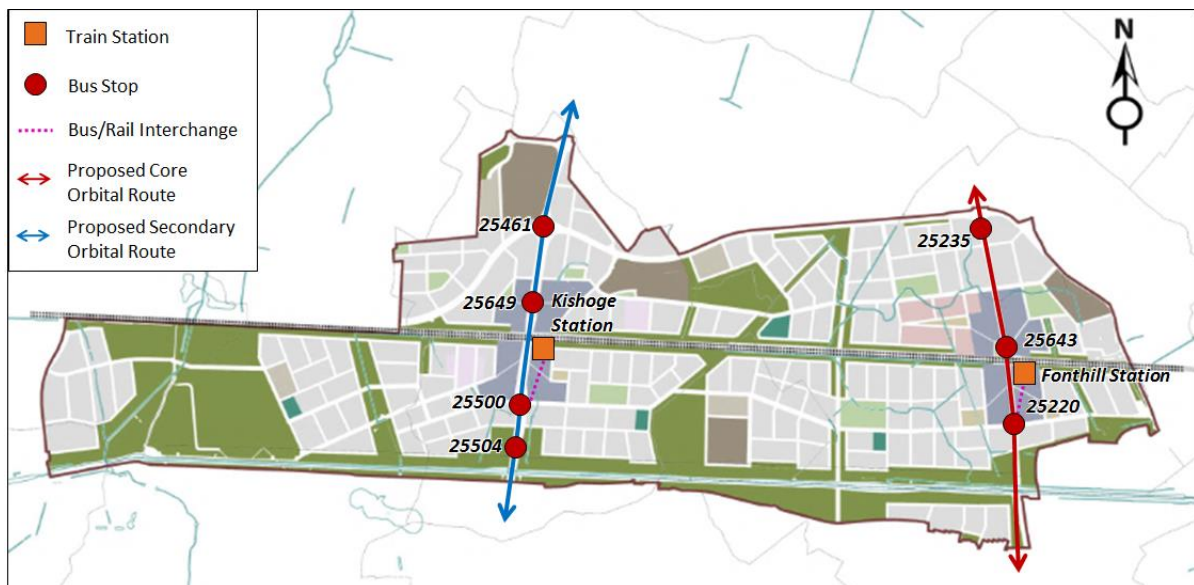 Train Station
Bus Stop
Bus/Rail Interchange
Proposed Core
Orbital Route
Proposed Secondary
Orbital Route
N
25461
25235
25649
Kishoge
Station
25643
Fonthill Station
25500
25220
25504